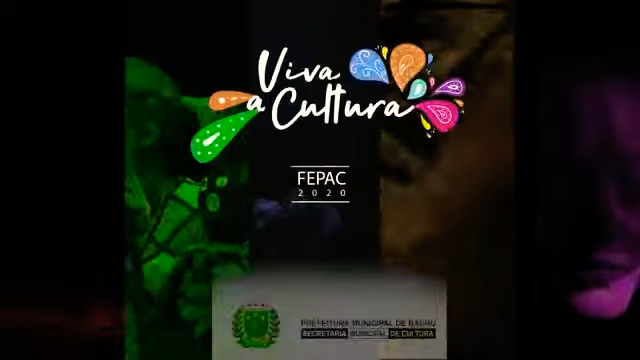 Viva
a Cultura
FEPAC
2020
PREFEITURA MUNICIPAL DE BAURU
SECRETARIA MUNICIPAL DE CULTURA